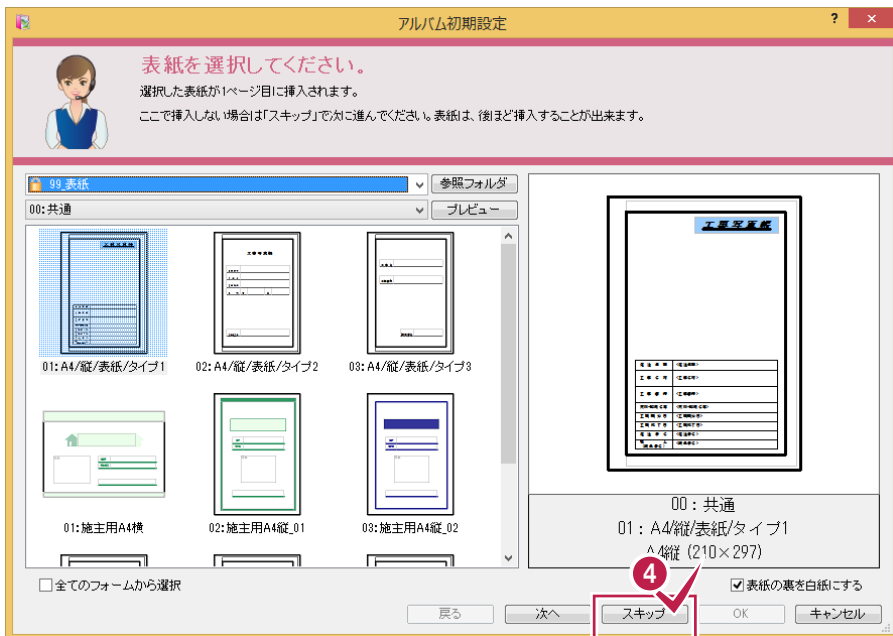 アルバム初期設定
? ×
表紙を選択してください。
選択した表紙が1ページ目に挿入されます。
ここで挿入しない場合は「スキップ」で次に進んでください。表紙は、後ほど挿入することが出来ます。
99_表紙
参照フォルダ
00:共通
プレビュー
工事写真帳
01:A4/縦/表紙/タイプ1
02:A4/縦/表紙/タイプ2
03:A4/縦/表紙/タイプ3
01:施主用A4横
02:施主用A4縦_01
03:施主用A4縦_02
00:共通
01:A4/縦/表紙/タイプ1
A4縦 (210×297)
4
全てのフォームから選択
表紙の裏を白紙にする
戻る
次へ
スキップ
OK
キャンセル